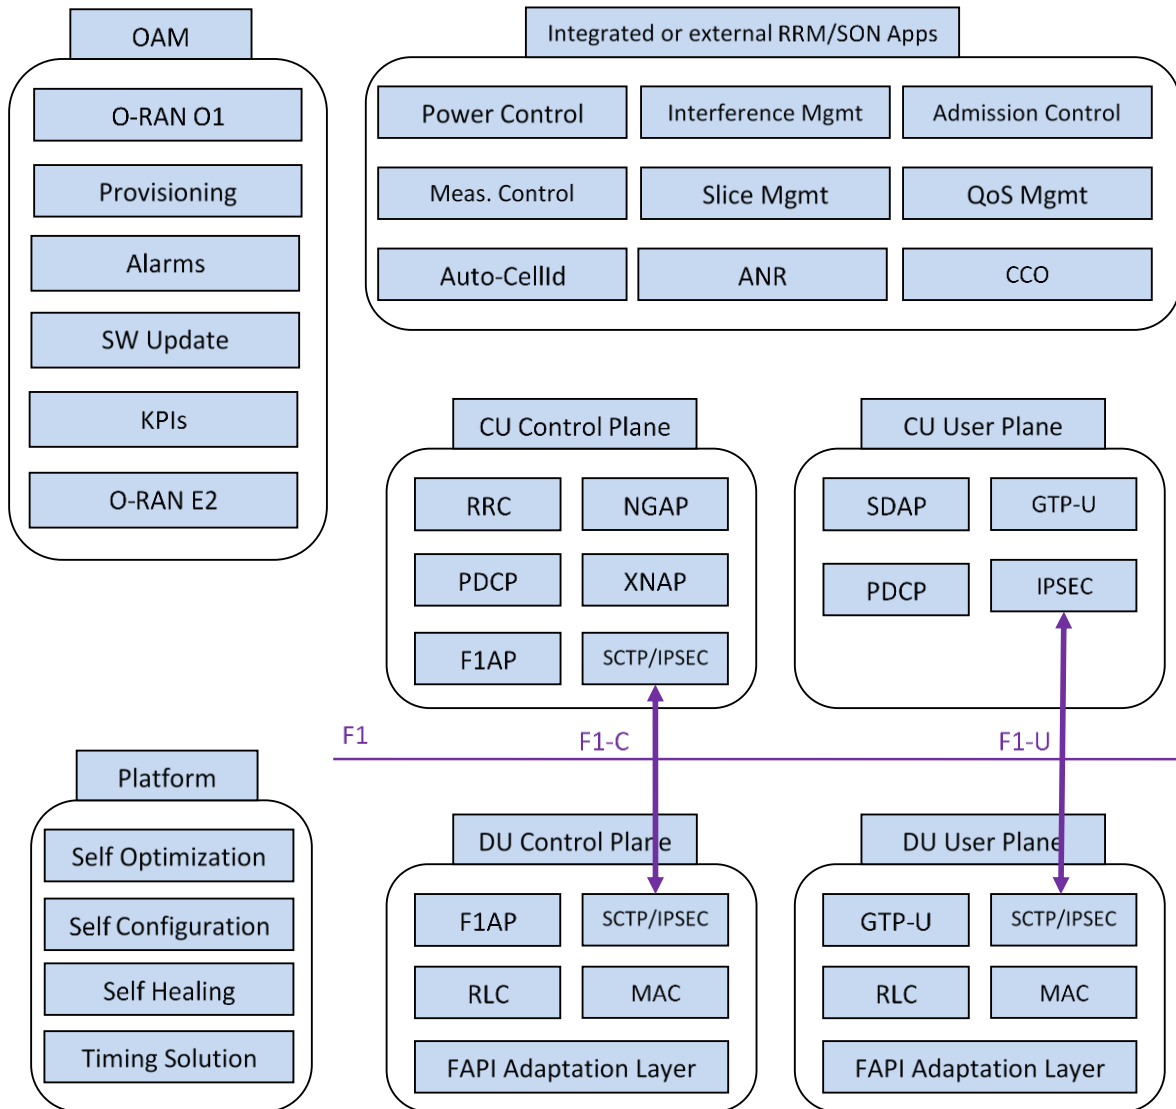 OAM
O-RAN O1
Provisioning
Alarms
SW Update
KPIs
O-RAN E2
Integrated or external RRM/SON Apps
Power Control
Interference Mgmt
Admission Control
Meas. Control
Slice Mgmt
QoS Mgmt
Auto-CellId
ANR
CCO
CU Control Plane
RRC
NGAP
PDCP
XNAP
F1AP
SCTP/IPSEC
CU User Plane
SDAP
GTP-U
PDCP
IPSEC
F1
F1-C
F1-U
Platform
Self Optimization
Self Configuration
Self Healing
Timing Solution
DU Control Plane
F1AP
SCTP/IPSEC
RLC
MAC
FAPI Adaptation Layer
DU User Plane
GTP-U
SCTP/IPSEC
RLC
MAC
FAPI Adaptation Layer